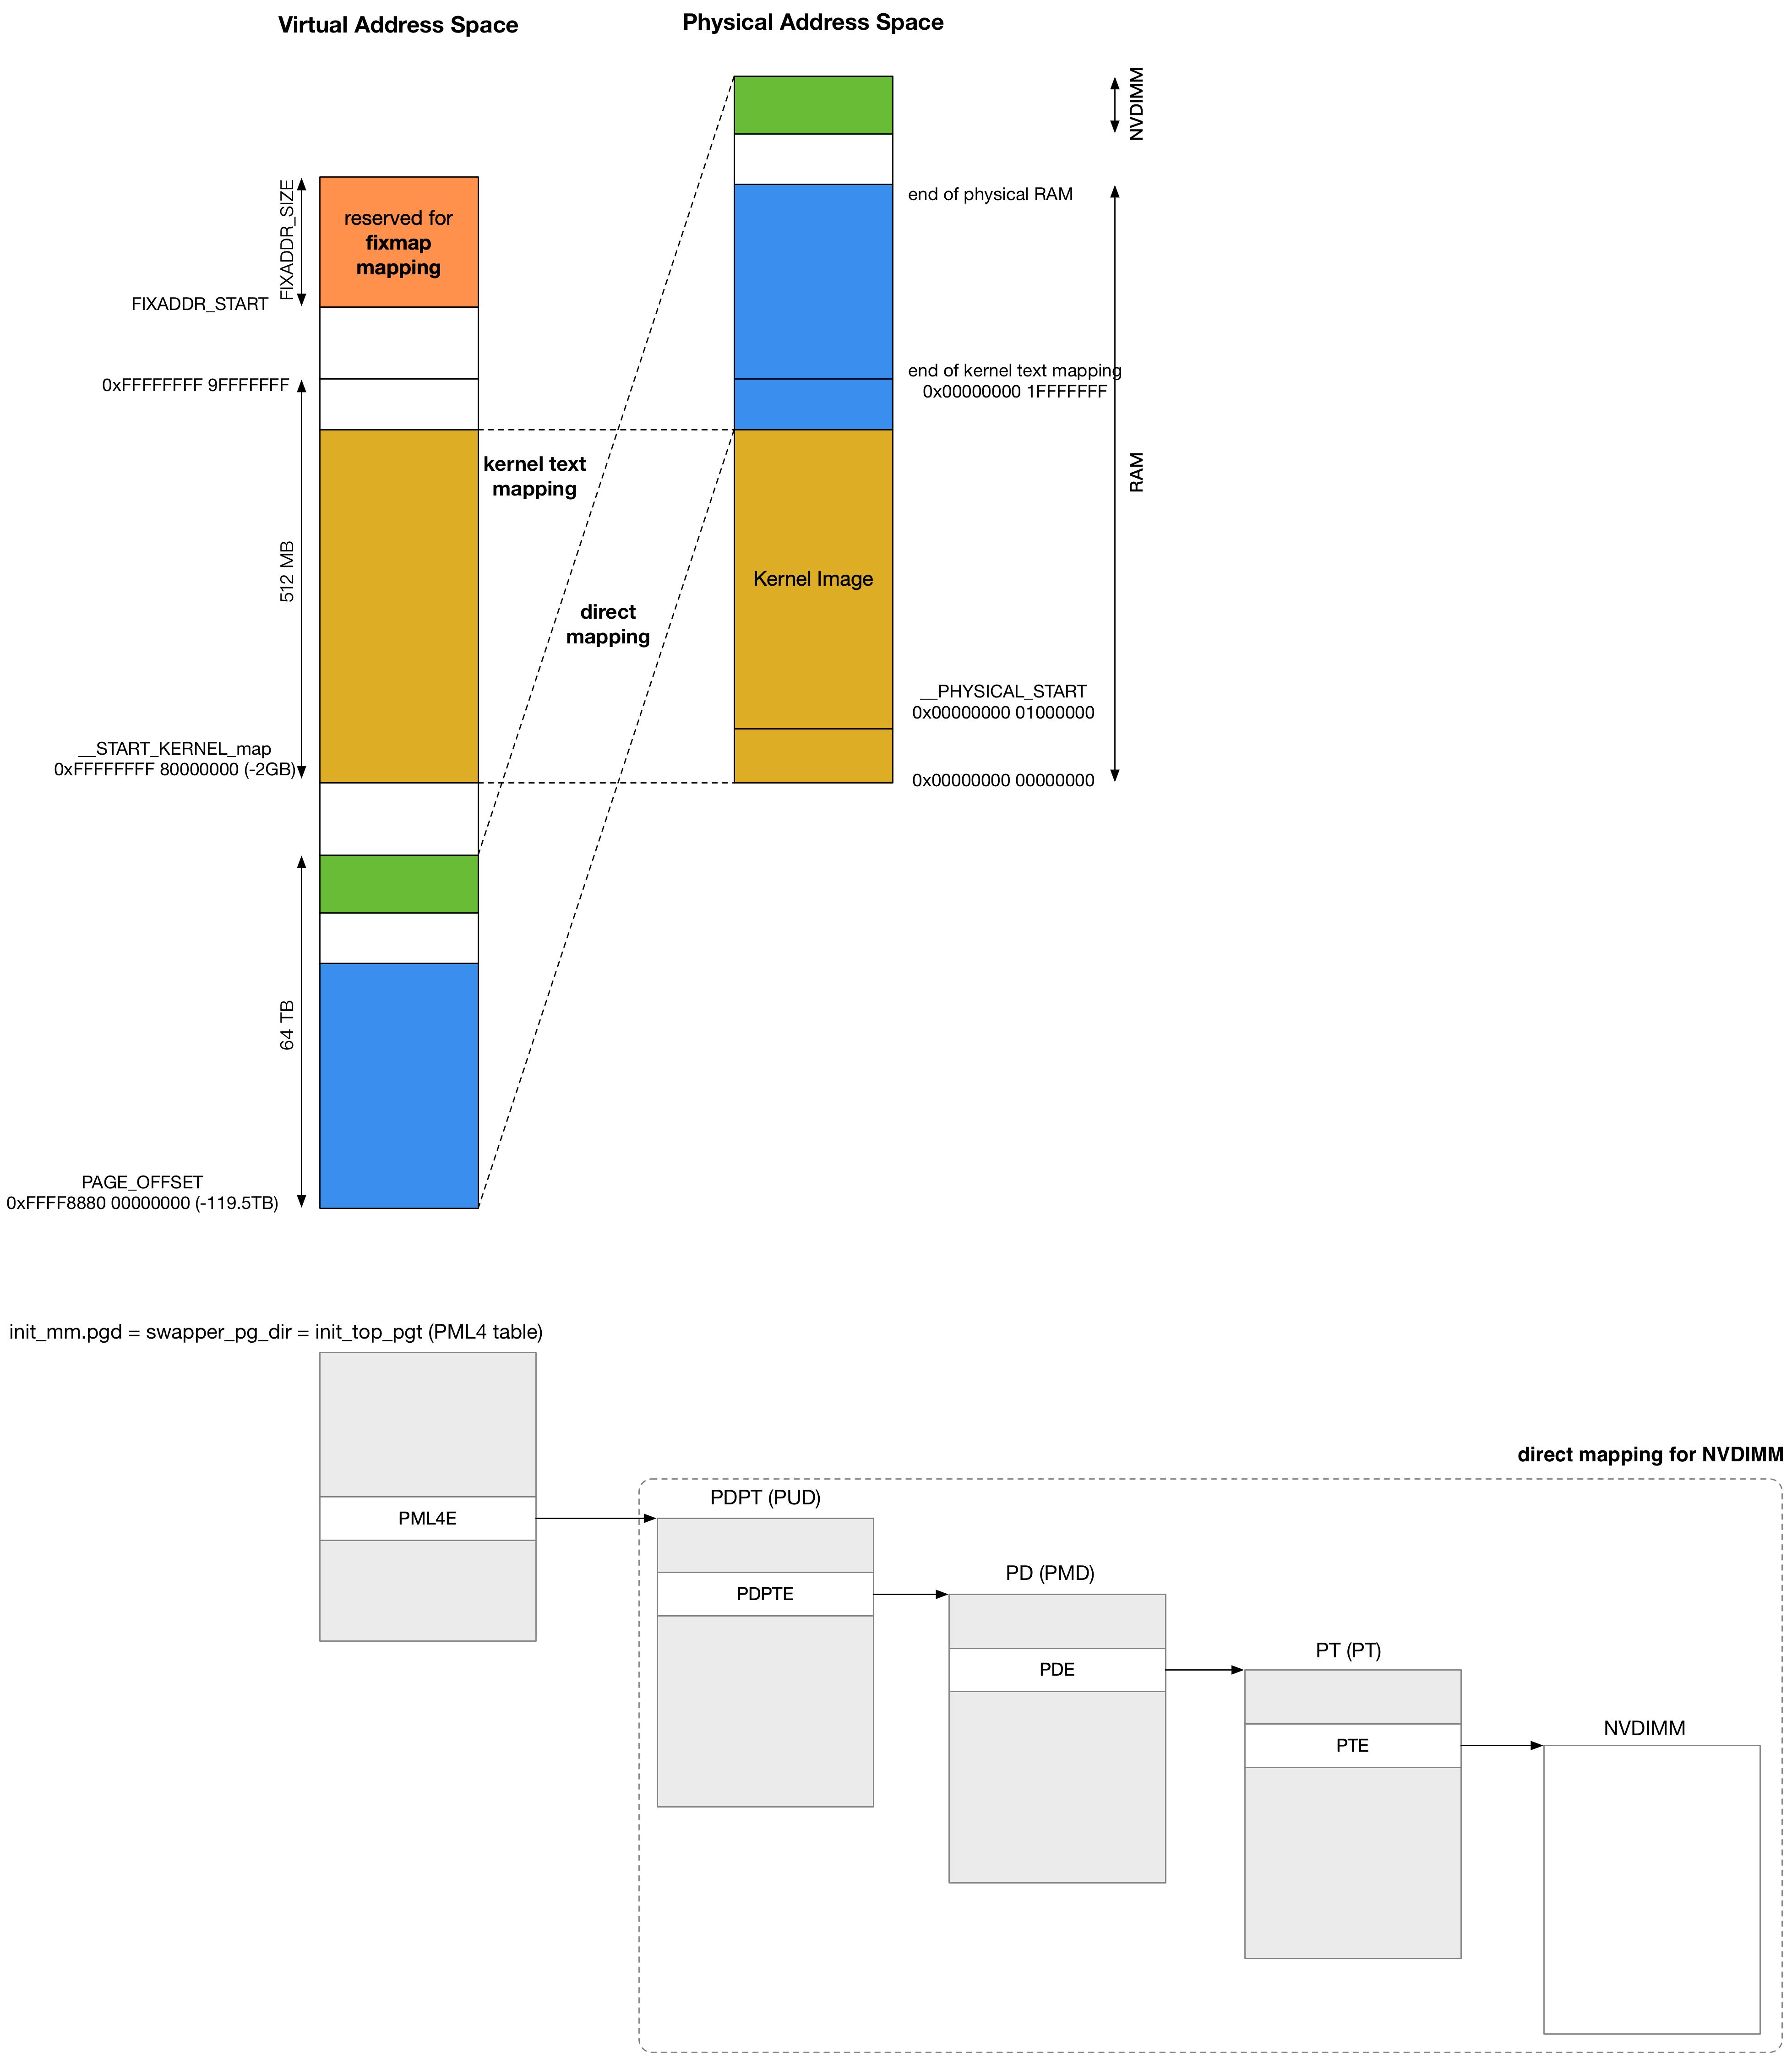 Virtual Address Space
Physical Address Space
NVDIMM
FIXADDR_SIZE
reserved for
fixmap
mapping
FIXADDR_START
end of physical RAM
0xFFFFFFFF 9FFFFFFF
end of kernel text mapping
0x00000000 1FFFFFFF
kernel text
mapping
RAM
512 MB
Kernel Image
direct
mapping
__PHYSICAL_START
0x00000000 01000000
__START_KERNEL_map
0xFFFFFFFF 80000000 (-2GB)
0x00000000 00000000
64 TB
PAGE_OFFSET
0xFFFF8880 00000000 (-119.5TB)
init_mm.pgd = swapper_pg_dir = init_top_pgt (PML4 table)
direct mapping for NVDIMM
PML4E
PDPT (PUD)
PDPTE
PD (PMD)
PDE
PT (PT)
PTE
NVDIMM